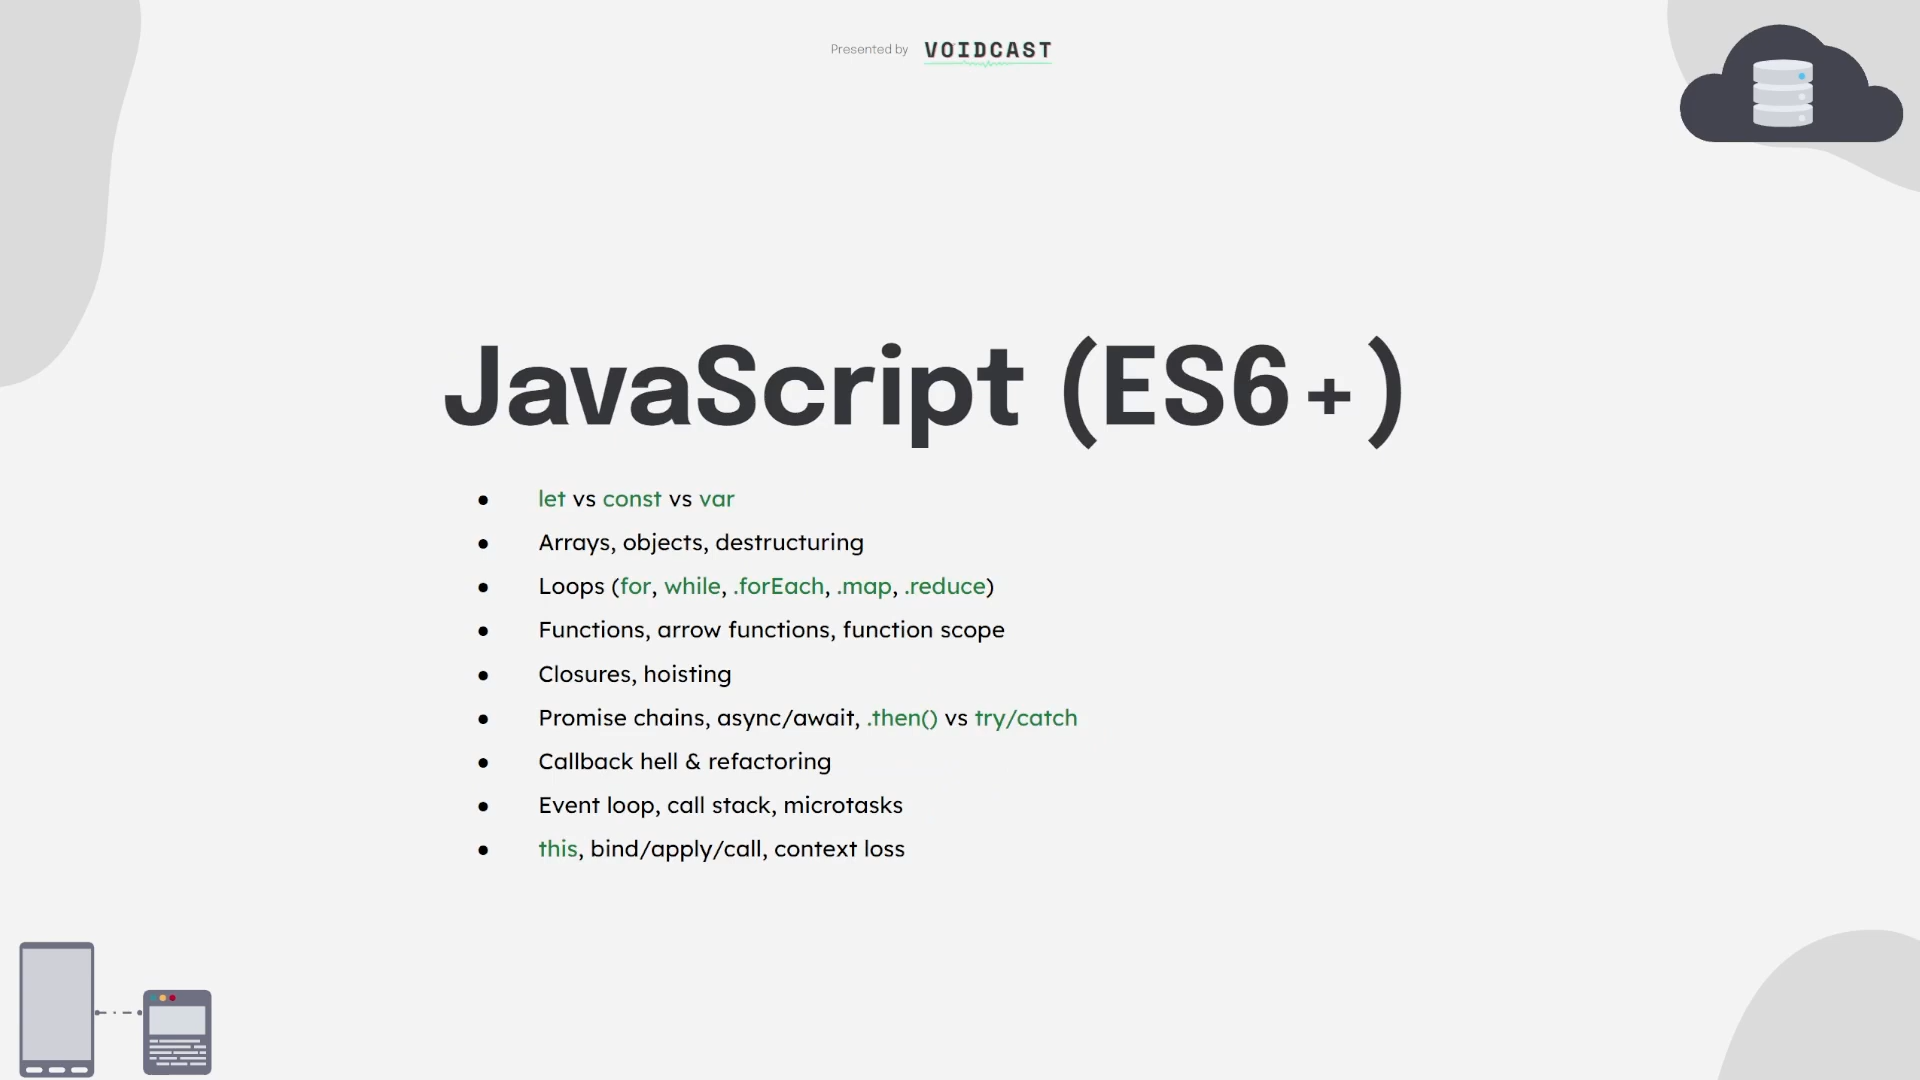 Presented by VOIDCAST
JavaScript (ES6+)
● let vs const vs var
● Arrays, objects, destructuring
● Loops (for, while, .forEach, .map, .reduce)
● Functions, arrow functions, function scope
● Closures, hoisting
● Promise chains, async/await, .then() vs try/catch
● Callback hell & refactoring
● Event loop, call stack, microtasks
● this, bind/apply/call, context loss